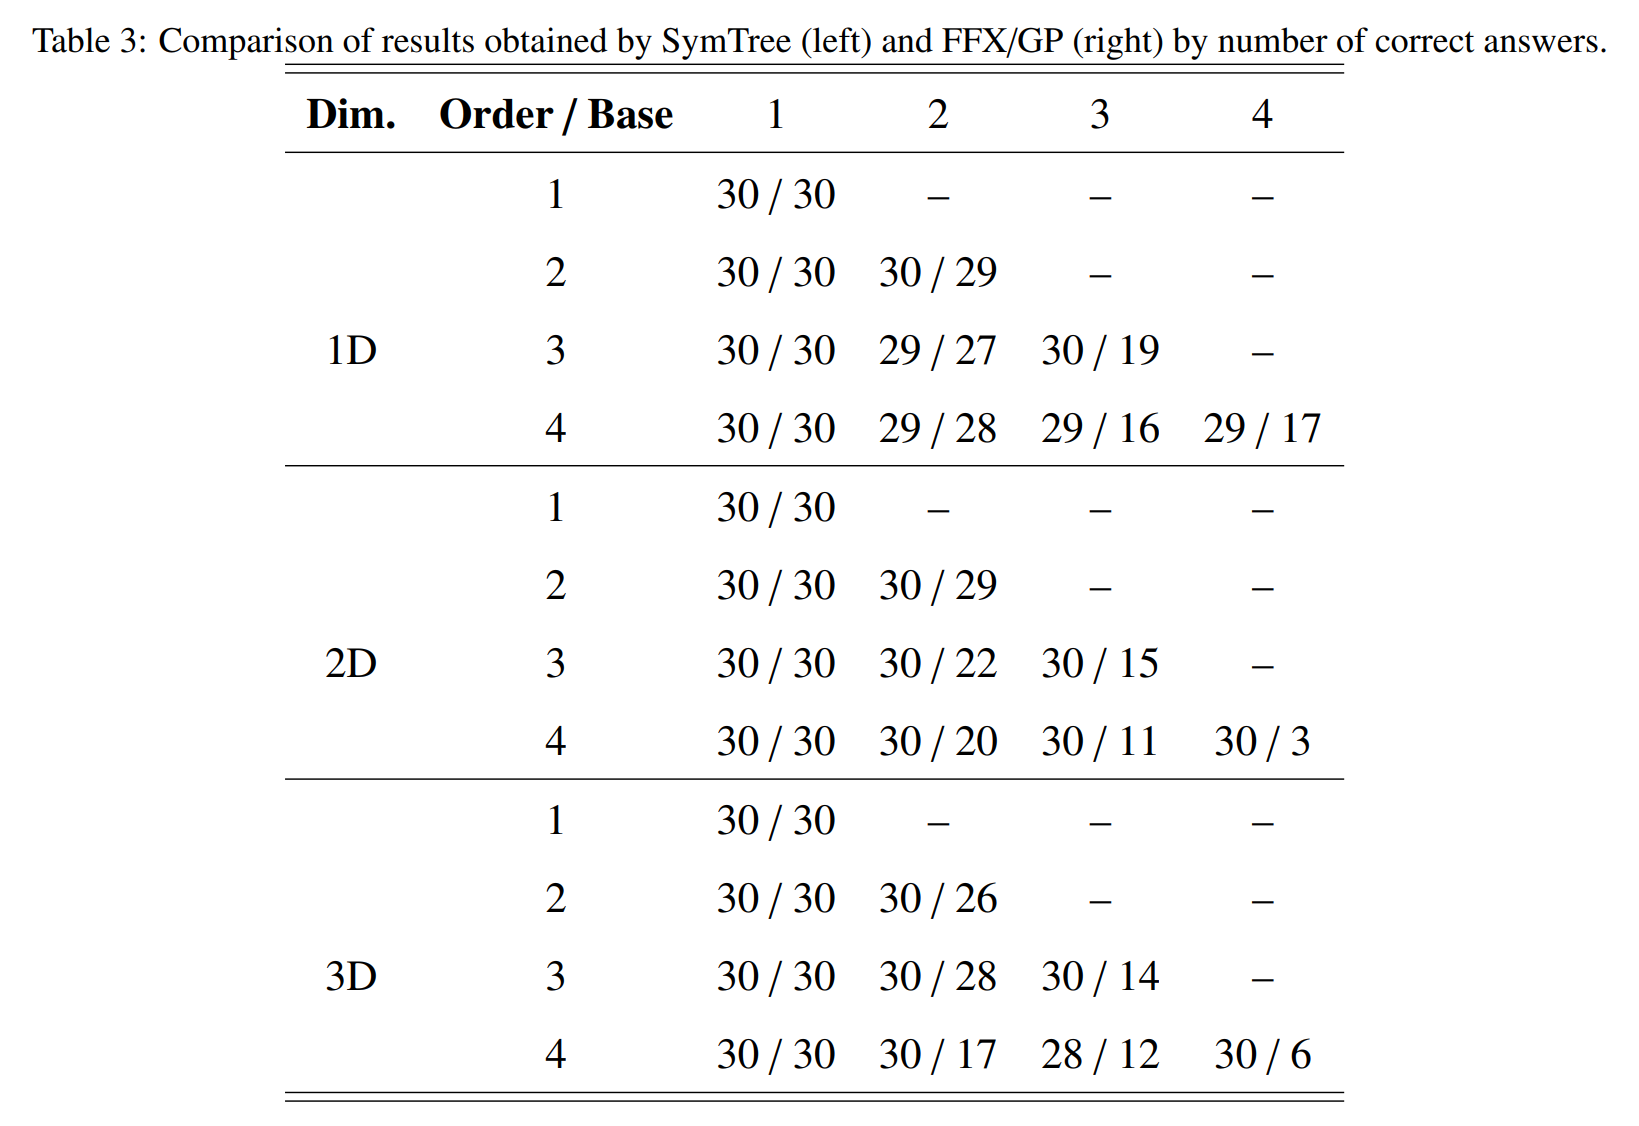 Table 3: Comparison of results obtained by SymTree (left) and FFX/GP (right) by number of correct answers.
Dim. Order / Base 1 2 3 4
1 30 / 30 – – –
2 30 / 30 30 / 29 – –
1D 3 30 / 30 29 / 27 30 / 19 –
4 30 / 30 29 / 28 29 / 16 29 / 17
1 30 / 30 – – –
2 30 / 30 30 / 29 – –
2D 3 30 / 30 30 / 22 30 / 15 –
4 30 / 30 30 / 20 30 / 11 30 / 3
1 30 / 30 – – –
2 30 / 30 30 / 26 – –
3D 3 30 / 30 30 / 28 30 / 14 –
4 30 / 30 30 / 17 28 / 12 30 / 6